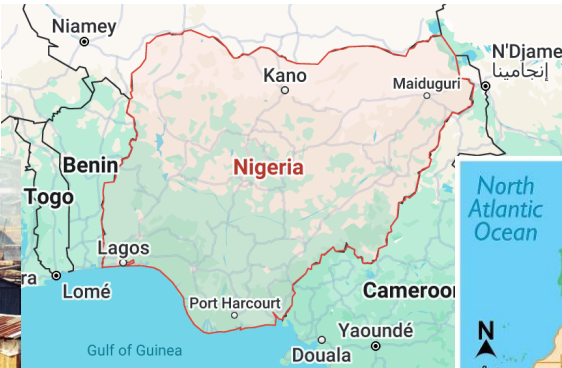 Niamey
N'Djame
إنجامينا
Kano
Maiduguri
Benin
Nigeria
Togo
North
Atlantic
Ocean
Lagos
ra
Lomé
Cameroo
Port Harcourt
N
Yaoundé
Gulf of Guinea
Douala